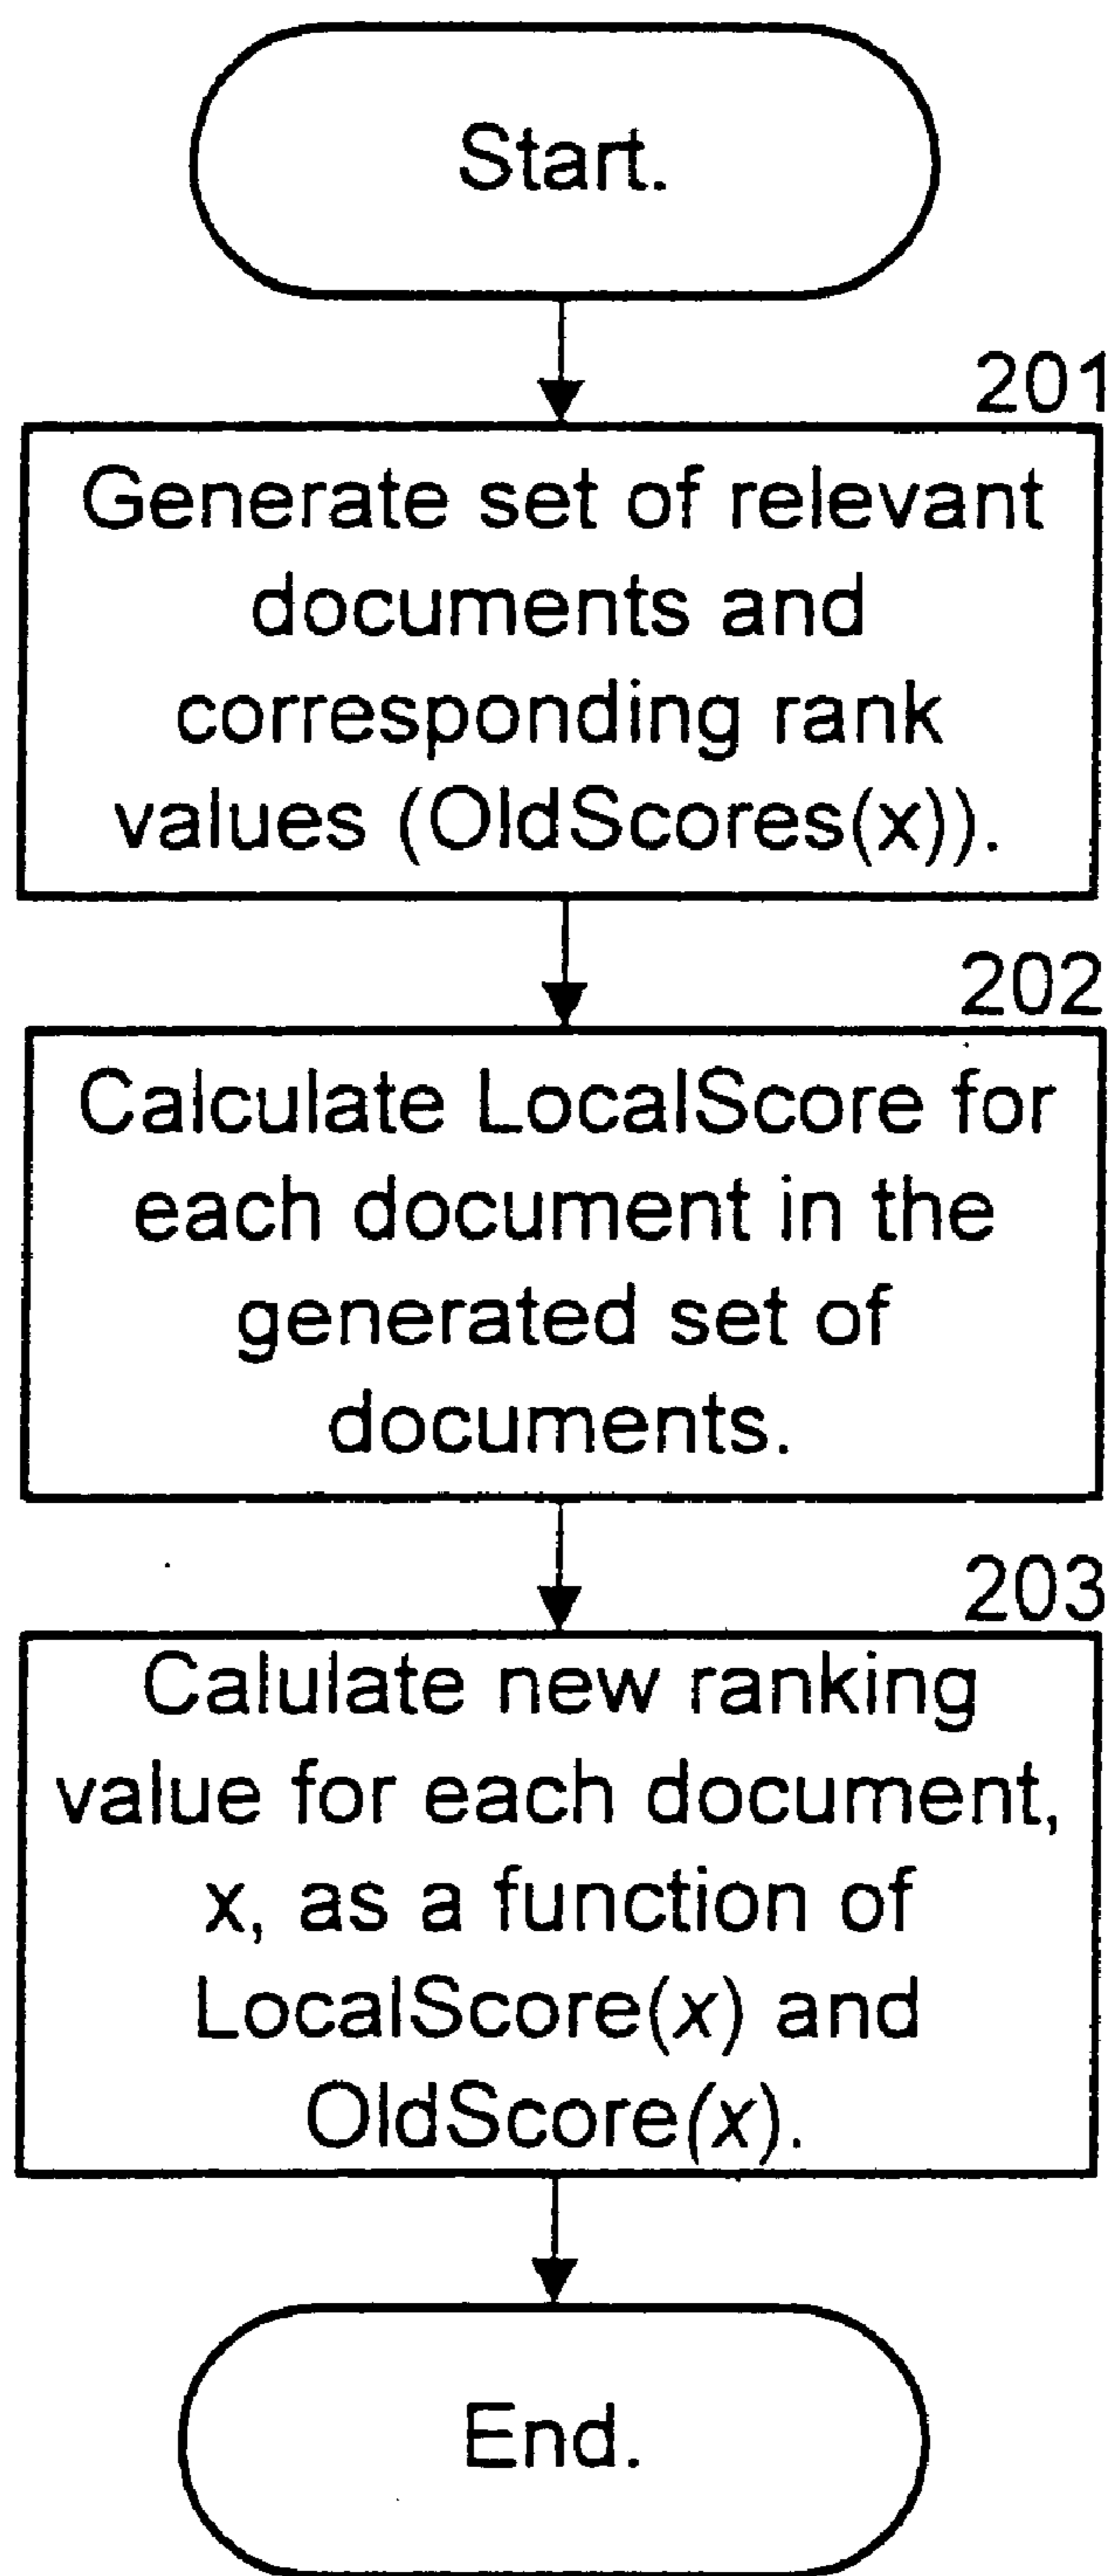 Start.
201
Generate set of relevant
documents and
corresponding rank
values (OldScores(x)).
202
Calculate LocalScore for
each document in the
generated set of
documents.
203
Calulate new ranking
value for each document,
x, as a function of
LocalScore(x) and
OldScore(x).
End.